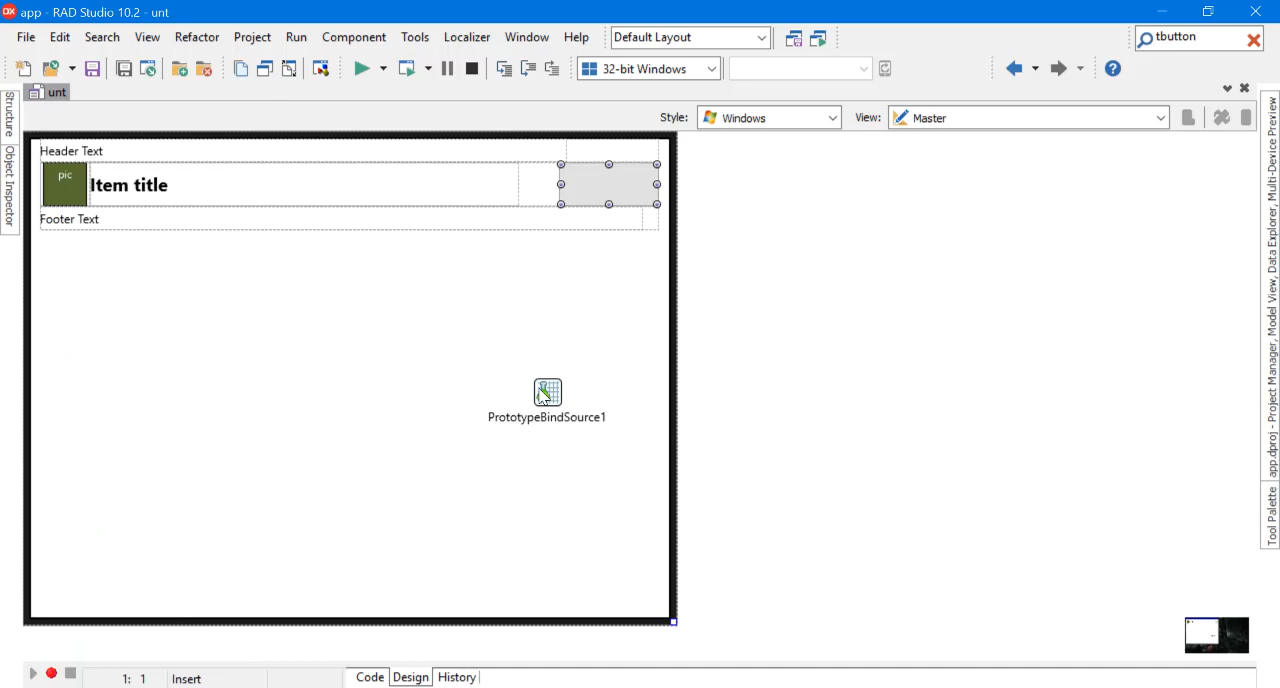 DX app - RAD Studio 10.2 - unt
File Edit Search View Refactor Project Run Component Tools Localizer Window Help Default Layout tbutton
32-bit Windows
unt
Style: Windows View: Master
Structure
Object Inspector
Header Text
pic Item title
Footer Text
PrototypeBindSource1
app.dproj - Project Manager, Model View, Data Explorer, Multi-Device Preview
Tool Palette
1: 1 Insert Code Design History